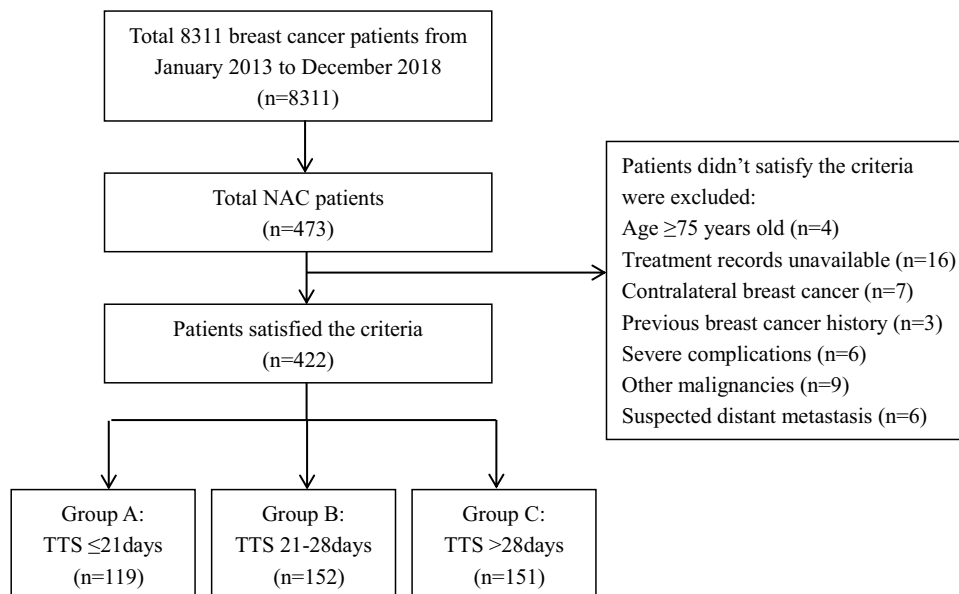 Total 8311 breast cancer patients from
January 2013 to December 2018
(n=8311)
Total NAC patients
(n=473)
Patients didn’t satisfy the criteria
were excluded:
Age ≥75 years old (n=4)
Treatment records unavailable (n=16)
Contralateral breast cancer (n=7)
Previous breast cancer history (n=3)
Severe complications (n=6)
Other malignancies (n=9)
Suspected distant metastasis (n=6)
Patients satisfied the criteria
(n=422)
Group A:
TTS ≤21days
(n=119)
Group B:
TTS 21-28days
(n=152)
Group C:
TTS >28days
(n=151)